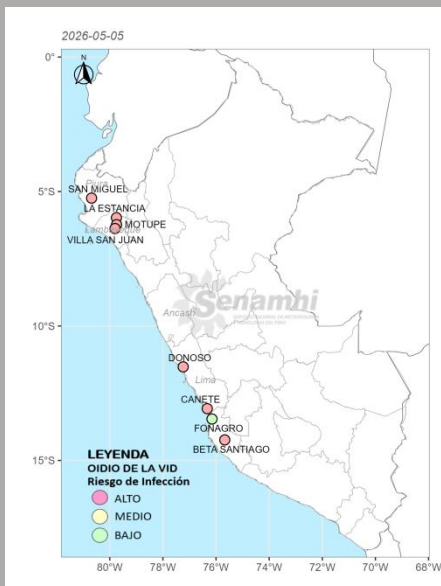 2026-05-05
N
0°
Piura
SAN MIGUEL
5°S
LA ESTANCIA
MOTUPE
VILLA SAN JUAN
Senamhi
Ancash
10°S
DONOSO
Lima
CANETE
FONAGRO
BETA SANTIAGO
15°S
LEYENDA
OIDIO DE LA VID
Riesgo de Infección
ALTO
MEDIO
BAJO
80°W 78°W 76°W 74°W 72°W 70°W 68°W